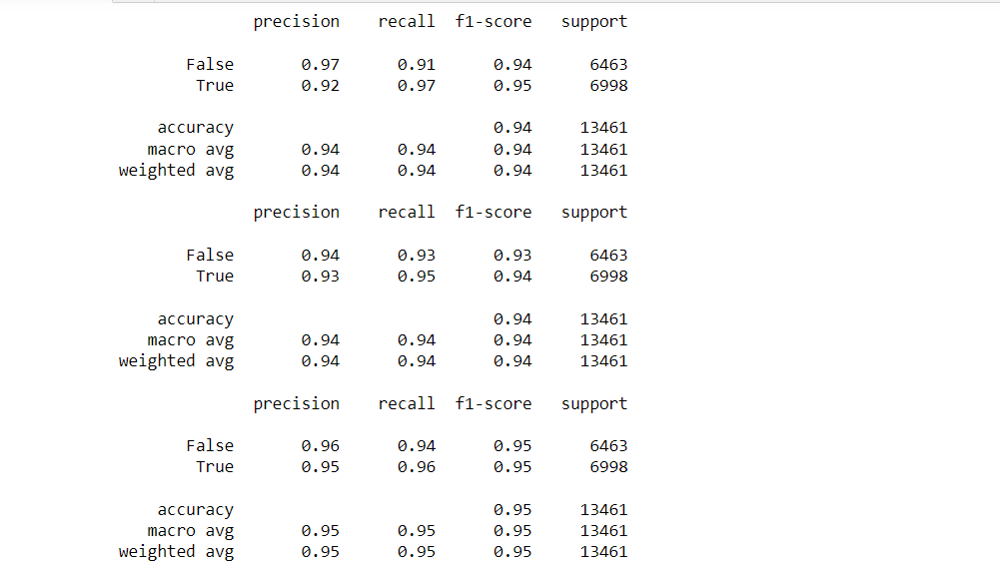 precision recall f1-score support
False 0.97 0.91 0.94 6463
True 0.92 0.97 0.95 6998
accuracy 0.94 13461
macro avg 0.94 0.94 0.94 13461
weighted avg 0.94 0.94 0.94 13461
precision recall f1-score support
False 0.94 0.93 0.93 6463
True 0.93 0.95 0.94 6998
accuracy 0.94 13461
macro avg 0.94 0.94 0.94 13461
weighted avg 0.94 0.94 0.94 13461
precision recall f1-score support
False 0.96 0.94 0.95 6463
True 0.95 0.96 0.95 6998
accuracy 0.95 13461
macro avg 0.95 0.95 0.95 13461
weighted avg 0.95 0.95 0.95 13461